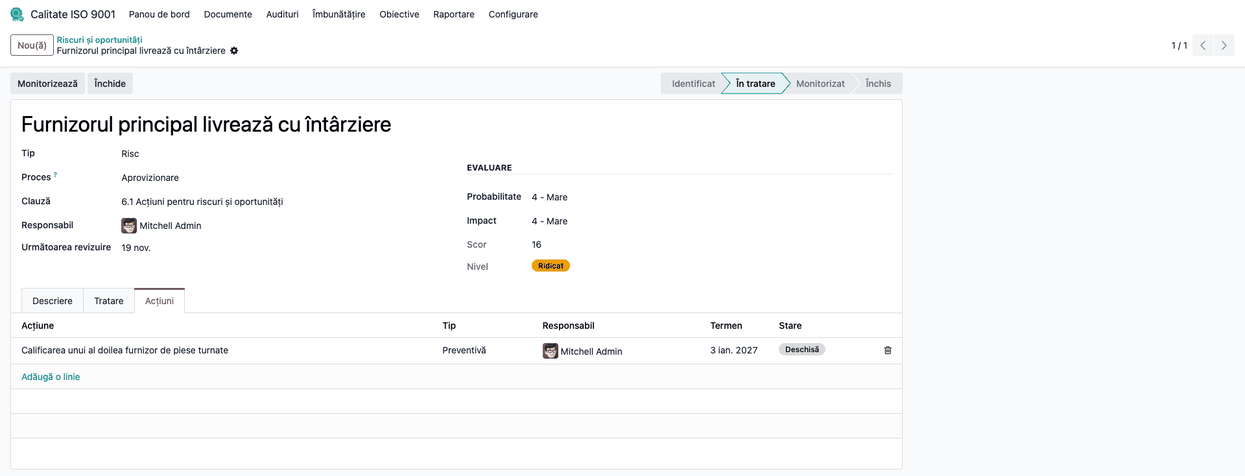 Calitate ISO 9001 Panou de bord Documente Audituri Îmbunătățire Obiective Raportare Configurare
Nou(ă) Riscuri și oportunități
Furnizorul principal livrează cu întârziere
1 / 1
Monitorizează Închide Identificat În tratare Monitorizat Închis
Furnizorul principal livrează cu întârziere
Tip Risc
Proces ? Aprovizionare
Clauză 6.1 Acțiuni pentru riscuri și oportunități
Responsabil Mitchell Admin
Următoarea revizuire 19 nov.
EVALUARE
Probabilitate 4 - Mare
Impact 4 - Mare
Scor 16
Nivel Ridicat
Descriere Tratare Acțiuni
Acțiune Tip Responsabil Termen Stare
Calificarea unui al doilea furnizor de piese turnate Preventivă Mitchell Admin 3 ian. 2027 Deschisă
Adăugă o linie